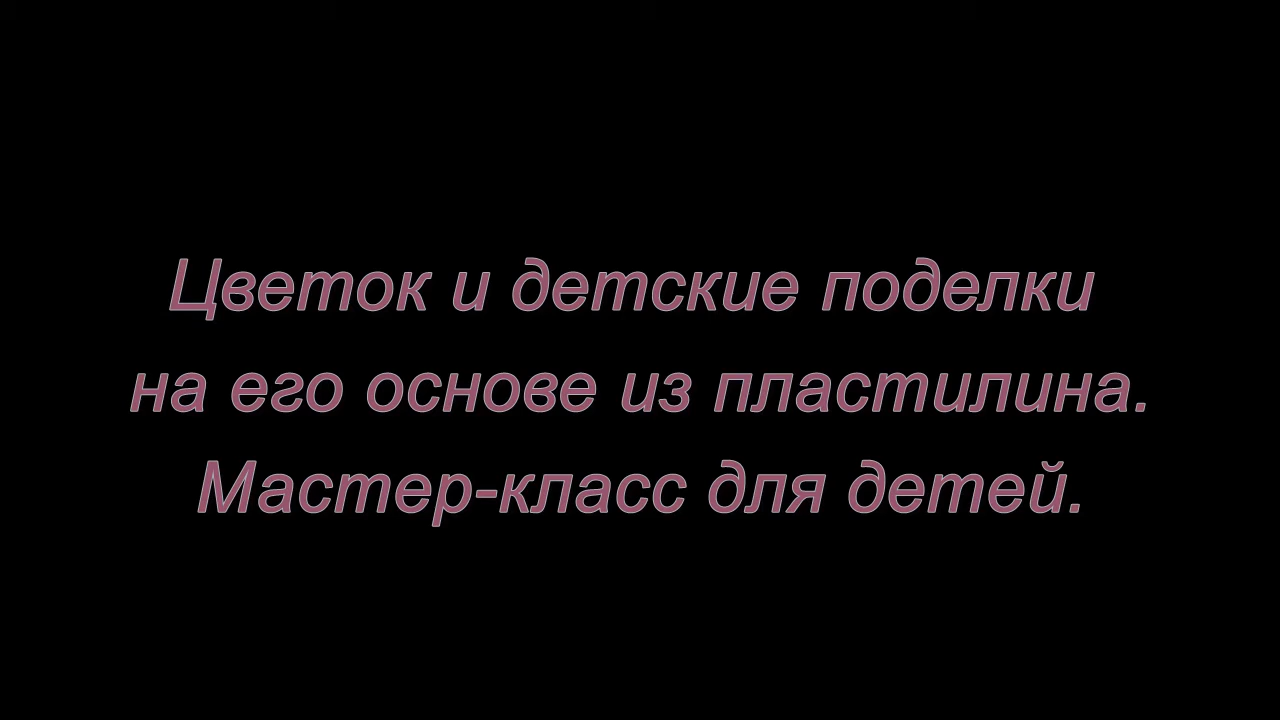 Цветок и детские поделки
на его основе из пластилина.
Мастер-класс для детей.